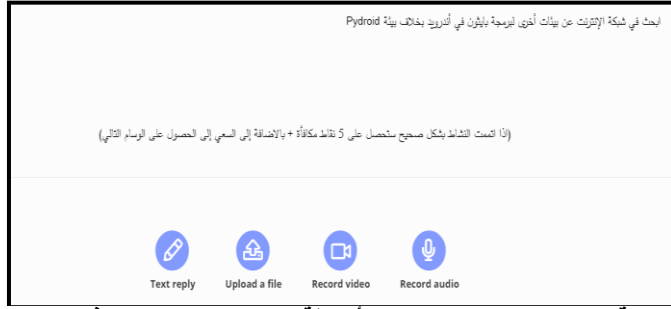 ابحث في شبكة الإنترنت عن بيئات أخرى لبرمجة بايثون في أندرويد بخلاف بيئة Pydroid
(إذا اتممت النشاط بشكل صحيح ستحصل على 5 نقاط مكافأة + بالاضافة إلى السعي إلى الحصول على الوسام التالي)
Text reply
Upload a file
Record video
Record audio